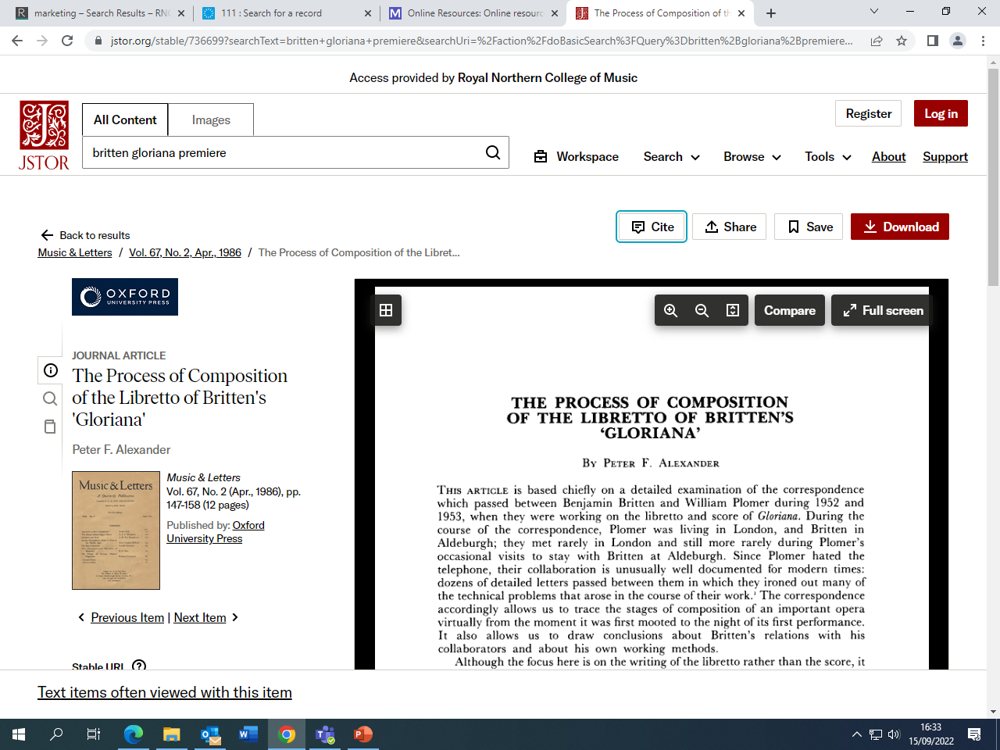 marketing – Search Results – RN
111 : Search for a record
Online Resources: Online resour
The Process of Composition of th
jstor.org/stable/736699?searchText=britten+gloriana+premiere&searchUri=%2Faction%2FdoBasicSearch%3FQuery%3Dbritten%2Bgloriana%2Bpremiere...
Access provided by Royal Northern College of Music
JSTOR
All Content
Images
Register
Log in
britten gloriana premiere
Workspace
Search
Browse
Tools
About
Support
Back to results
Cite
Share
Save
Download
Music & Letters / Vol. 67, No. 2, Apr., 1986 / The Process of Composition of the Libret...
OXFORD
UNIVERSITY PRESS
JOURNAL ARTICLE
The Process of Composition
of the Libretto of Britten's
'Gloriana'
Peter F. Alexander
Music & Letters
Music & Letters
Vol. 67, No. 2 (Apr., 1986), pp.
147-158 (12 pages)
Published by: Oxford
University Press
Previous Item | Next Item
Stable URL
Compare
Full screen
THE PROCESS OF COMPOSITION
OF THE LIBRETTO OF BRITTEN'S
‘GLORIANA’
BY PETER F. ALEXANDER
THIS ARTICLE is based chiefly on a detailed examination of the correspondence
which passed between Benjamin Britten and William Plomer during 1952 and
1953, when they were working on the libretto and score of Gloriana. During the
course of the correspondence, Plomer was living in London, and Britten in
Aldeburgh; they met rarely in London and still more rarely during Plomer's
occasional visits to stay with Britten at Aldeburgh. Since Plomer hated the
telephone, their collaboration is unusually well documented for modern times:
dozens of detailed letters passed between them in which they ironed out many of
the technical problems that arose in the course of their work.¹ The correspondence
accordingly allows us to trace the stages of composition of an important opera
virtually from the moment it was first mooted to the night of its first performance.
It also allows us to draw conclusions about Britten's relations with his
collaborators and about his own working methods.
Although the focus here is on the writing of the libretto rather than the score, it
Text items often viewed with this item
16:33
15/09/2022